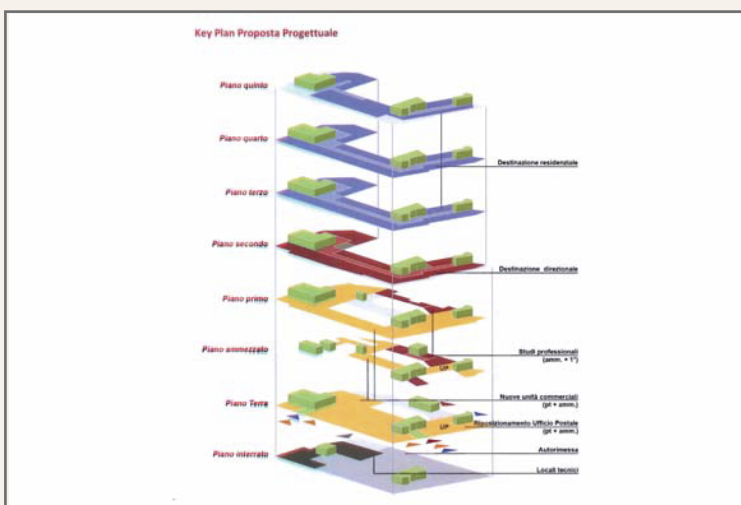 Key Plan Proposta Progettuale
Piano quinto
Piano quarto
Destinazione residenziale
Piano terzo
Piano secondo
Destinazione direzionale
Piano primo
Piano ammezzato
Studi professionali
(amm. + 1°)
UP
Nuove unità commerciali
(pt + amm.)
Piano Terra
Riposizionamento Ufficio Postale
(pt + amm.)
UP
Piano interrato
Autorimessa
Locali tecnici